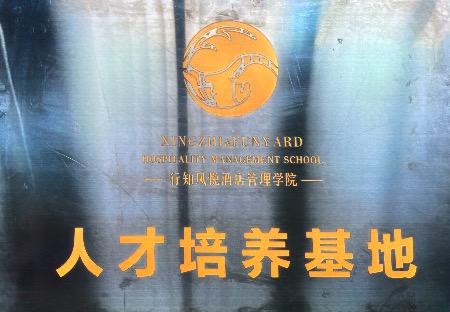 XINGZHI&FUNYARD
HOSPITALITY MANAGEMENT SCHOOL
行知风悦酒店管理学院
人才培养基地